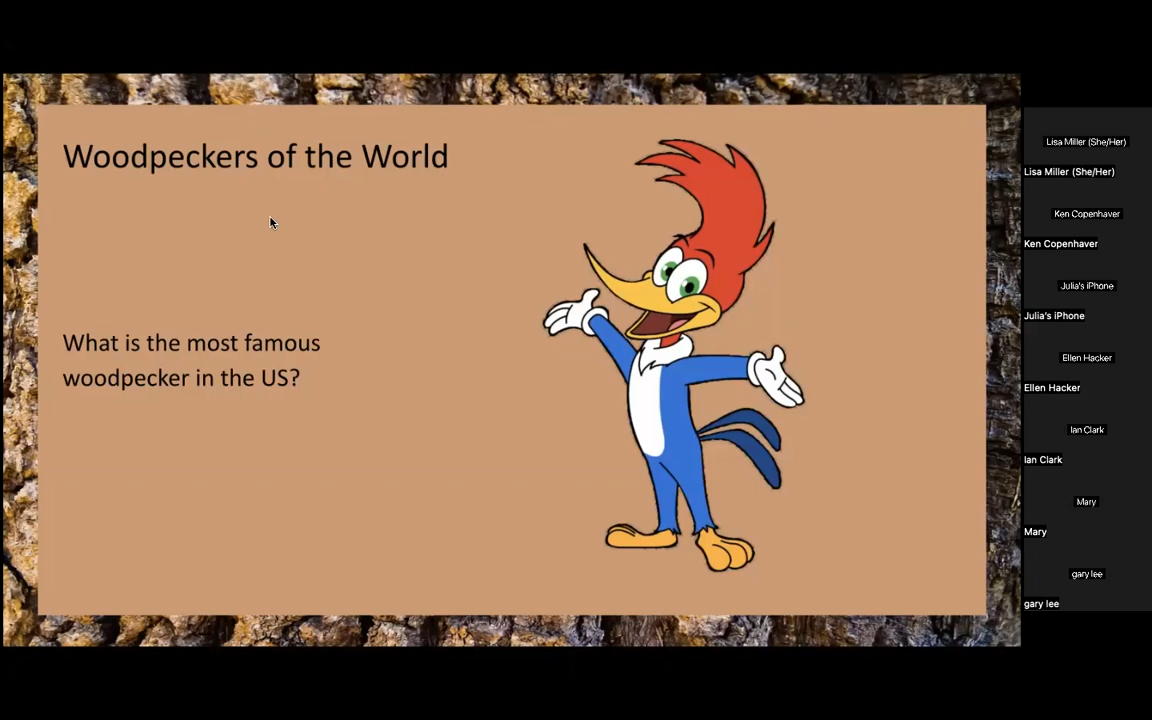 Woodpeckers of the World
What is the most famous
woodpecker in the US?
Lisa Miller (She/Her)
Lisa Miller (She/Her)
Ken Copenhaver
Ken Copenhaver
Julia's iPhone
Julia's iPhone
Ellen Hacker
Ellen Hacker
Ian Clark
Ian Clark
Mary
Mary
gary lee
gary lee